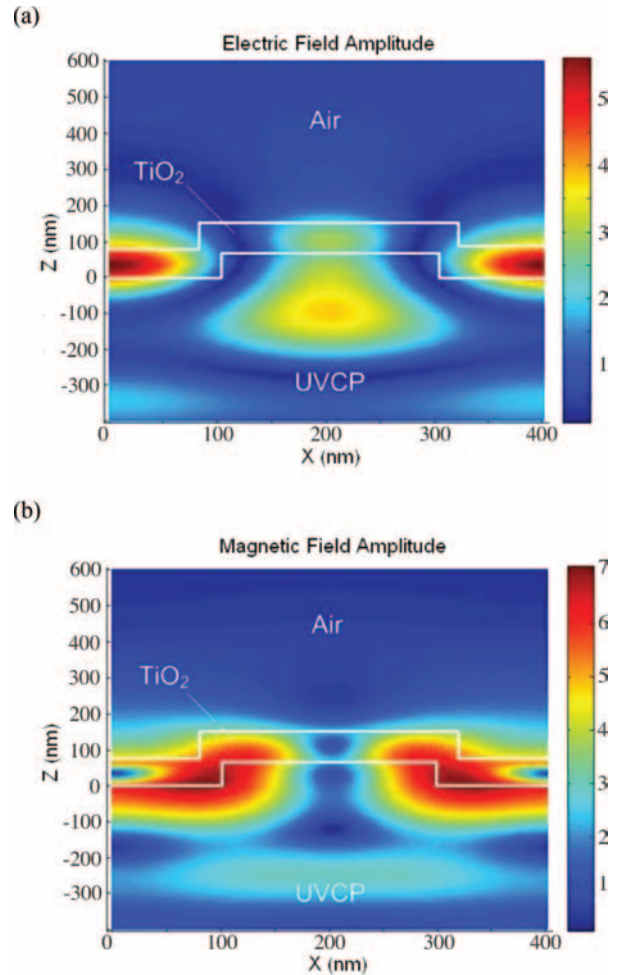 (a)
Electric Field Amplitude
600
500
400
300
200
100
0
-100
-200
-300
Z (nm)
Air
TiO₂
UVCP
0 100 200 300 400
X (nm)
5
4
3
2
1
(b)
Magnetic Field Amplitude
600
500
400
300
200
100
0
-100
-200
-300
Z (nm)
Air
TiO₂
UVCP
0 100 200 300 400
X (nm)
7
6
5
4
3
2
1